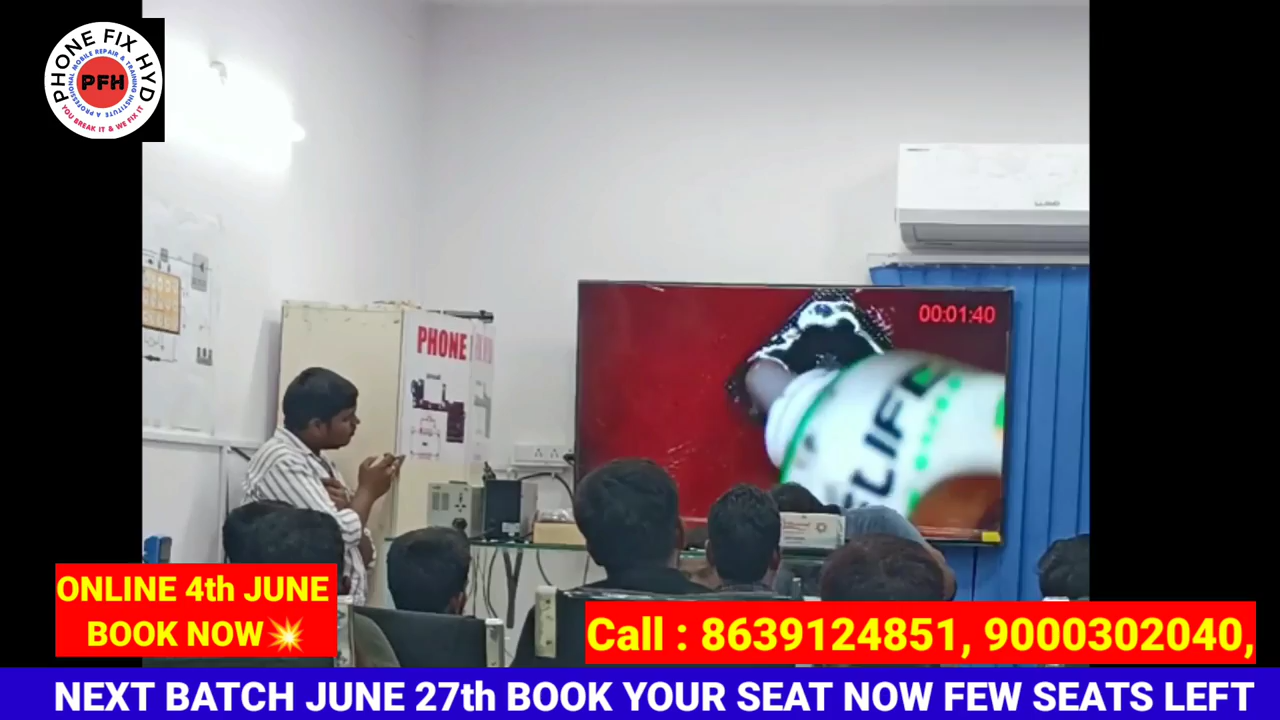 PHONE FIX HYD
PROFESSIONAL MOBILE REPAIR & TRAINING INSTITUTE
PFH
YOU BREAK IT & WE FIX IT
00:01:40
PHONE
ONLINE 4th JUNE
BOOK NOW💥
Call : 8639124851, 9000302040,
NEXT BATCH JUNE 27th BOOK YOUR SEAT NOW FEW SEATS LEFT